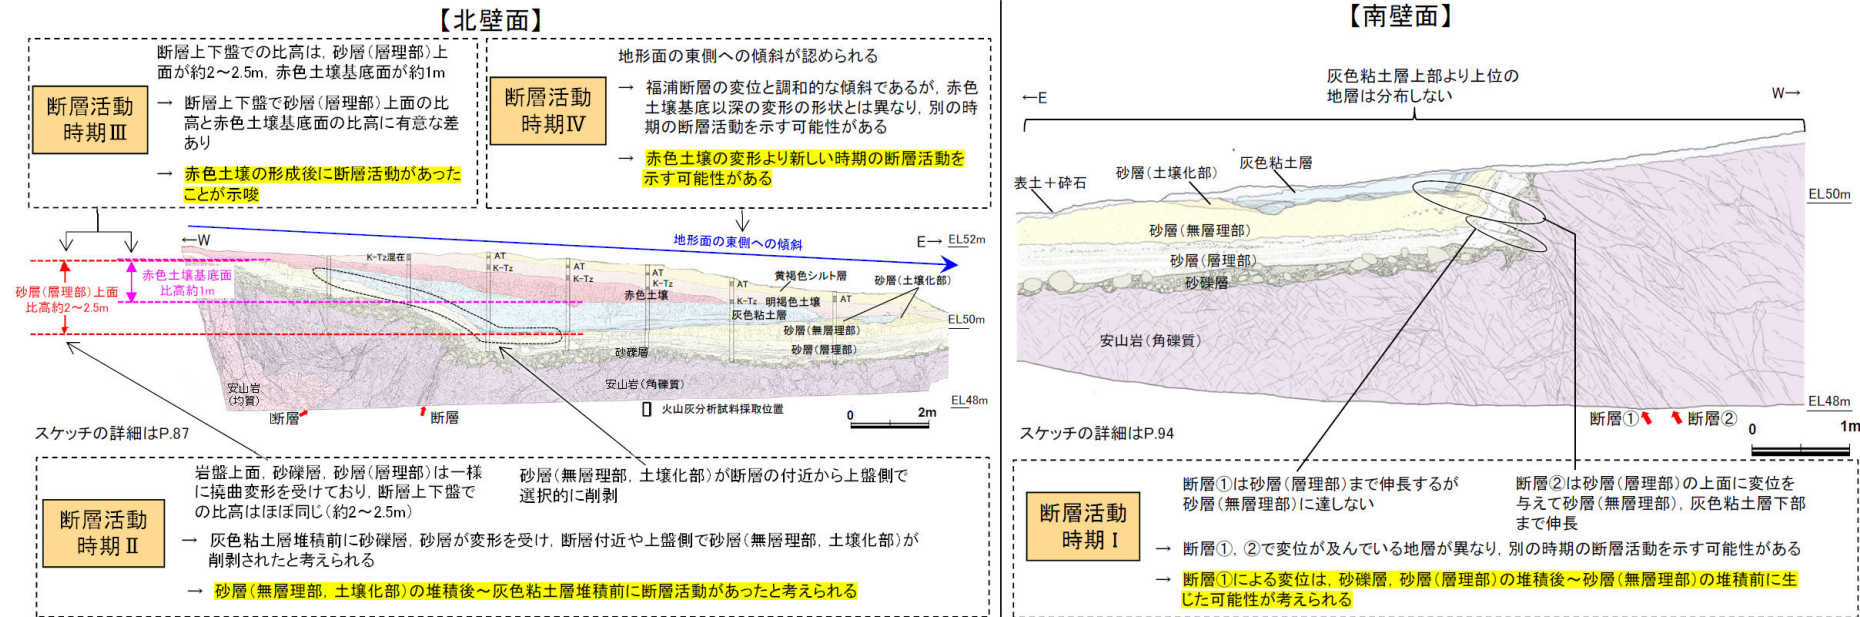 【北壁面】
断層上下盤での比高は，砂層（層理部）上
面が約2～2.5m，赤色土壌基底面が約1m
断層活動
時期Ⅲ
→ 断層上下盤で砂層（層理部）上面の比
高と赤色土壌基底面の比高に有意な差
あり
→ 赤色土壌の形成後に断層活動があった
ことが示唆
地形面の東側への傾斜が認められる
断層活動
時期Ⅳ
→ 福浦断層の変位と調和的な傾斜であるが，赤色
土壌基底以深の変形の形状とは異なり，別の時
期の断層活動を示す可能性がある
→ 赤色土壌の変形より新しい時期の断層活動を
示す可能性がある
←W
地形面の東側への傾斜
E→
EL52m
K-Tz混在
AT
K-Tz
AT
K-Tz
AT
K-Tz
AT
K-Tz
AT
黄褐色シルト層
砂層（土壌化部）
赤色土壌
明褐色土壌
灰色粘土層
赤色土壌基底面
比高約1m
砂層（層理部）上面
比高約2～2.5m
EL50m
砂層（無層理部）
砂層（層理部）
砂礫層
安山岩
（均質）
安山岩（角礫質）
EL48m
断層
断層
火山灰分析試料採取位置
0
2m
スケッチの詳細はP.87
岩盤上面，砂礫層，砂層（層理部）は一様
に撓曲変形を受けており，断層上下盤で
の比高はほぼ同じ（約2～2.5m）
砂層（無層理部，土壌化部）が断層の付近から上盤側で
選択的に削剥
断層活動
時期Ⅱ
→ 灰色粘土層堆積前に砂礫層，砂層が変形を受け，断層付近や上盤側で砂層（無層理部，土壌化部）が
削剥されたと考えられる
→ 砂層（無層理部，土壌化部）の堆積後～灰色粘土層堆積前に断層活動があったと考えられる
【南壁面】
灰色粘土層上部より上位の
地層は分布しない
←E
W→
灰色粘土層
砂層（土壌化部）
表土＋砕石
EL50m
砂層（無層理部）
砂層（層理部）
砂礫層
安山岩（角礫質）
EL48m
断層①
断層②
0
1m
スケッチの詳細はP.94
断層①は砂層（層理部）まで伸長するが
砂層（無層理部）に達しない
断層②は砂層（層理部）の上面に変位を
与えて砂層（無層理部），灰色粘土層下部
まで伸長
断層活動
時期Ⅰ
→ 断層①，②で変位が及んでいる地層が異なり，別の時期の断層活動を示す可能性がある
→ 断層①による変位は，砂礫層，砂層（層理部）の堆積後～砂層（無層理部）の堆積前に生
じた可能性が考えられる